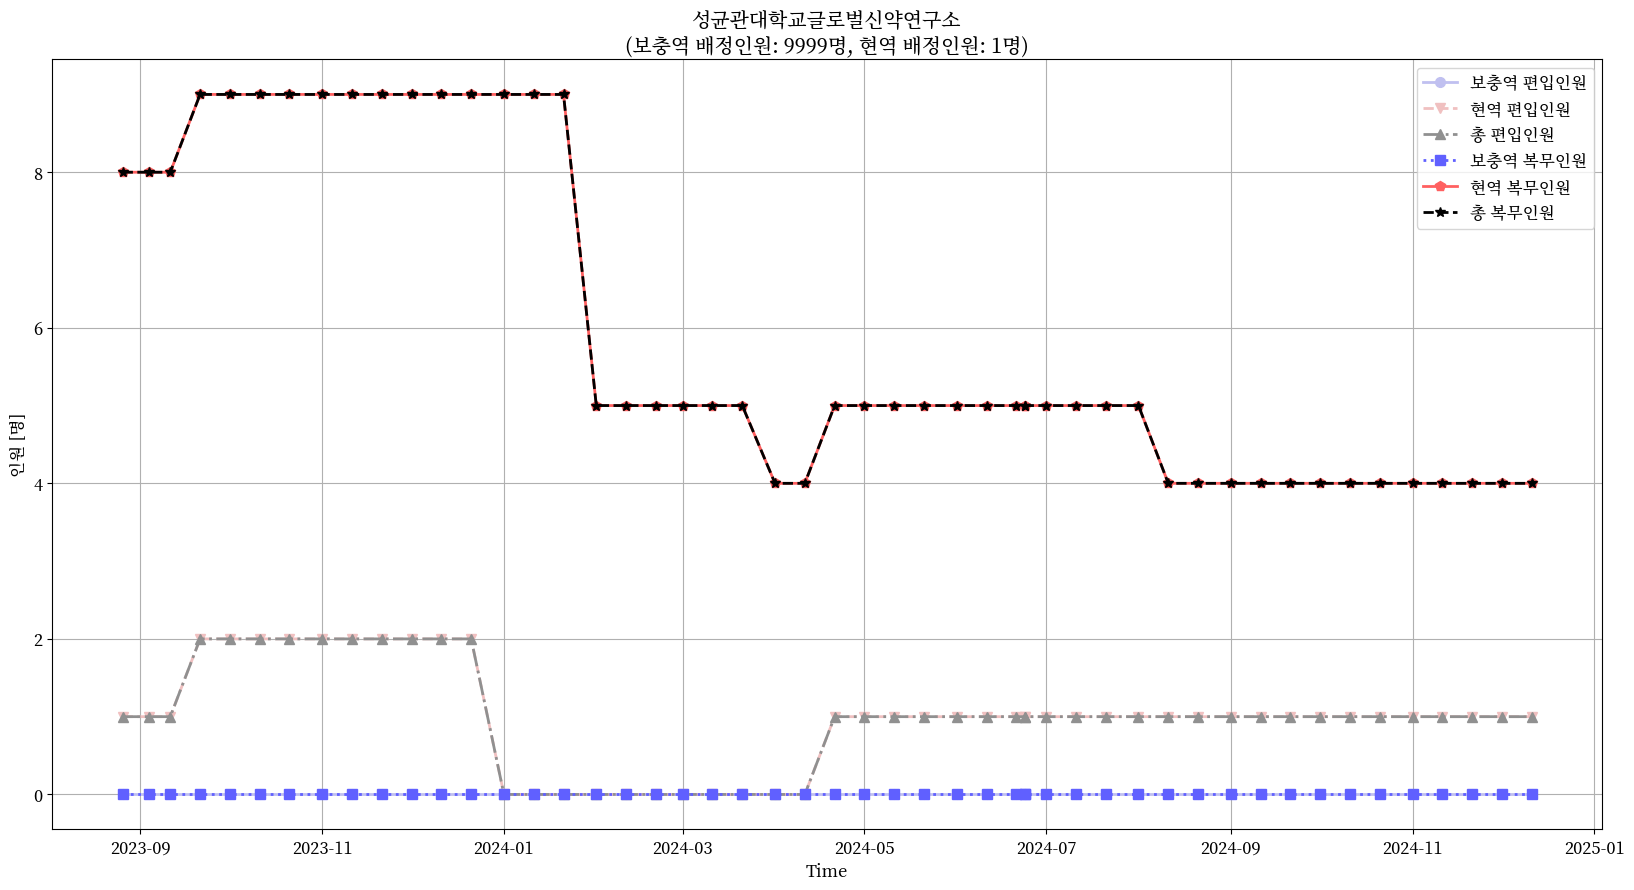 성균관대학교글로벌신약연구소
(보충역 배정인원: 9999명, 현역 배정인원: 1명)
보충역 편입인원
현역 편입인원
총 편입인원
보충역 복무인원
현역 복무인원
총 복무인원
인원 [명]
8
6
4
2
0
2023-09
2023-11
2024-01
2024-03
2024-05
2024-07
2024-09
2024-11
2025-01
Time